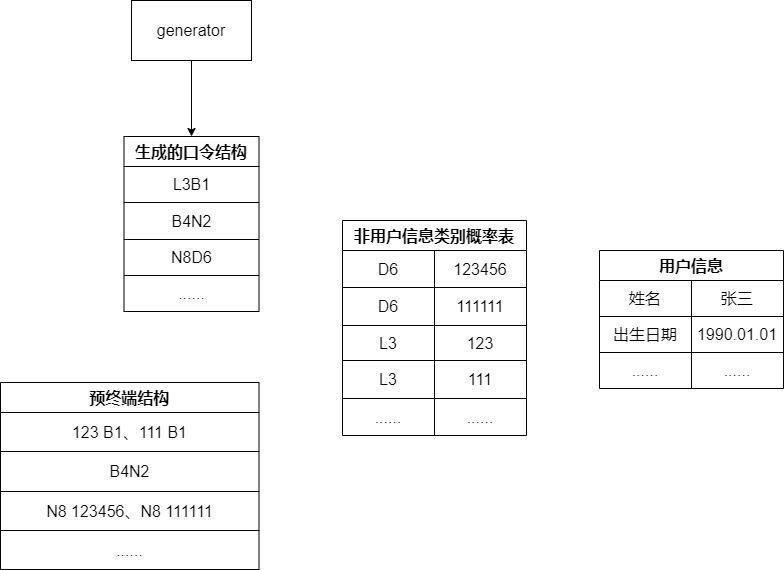 generator
生成的口令结构
L3B1
B4N2
N8D6
......
非用户信息类别概率表
D6 123456
D6 111111
L3 123
L3 111
...... ......
用户信息
姓名 张三
出生日期 1990.01.01
...... ......
预终端结构
123 B1、111 B1
B4N2
N8 123456、N8 111111
......